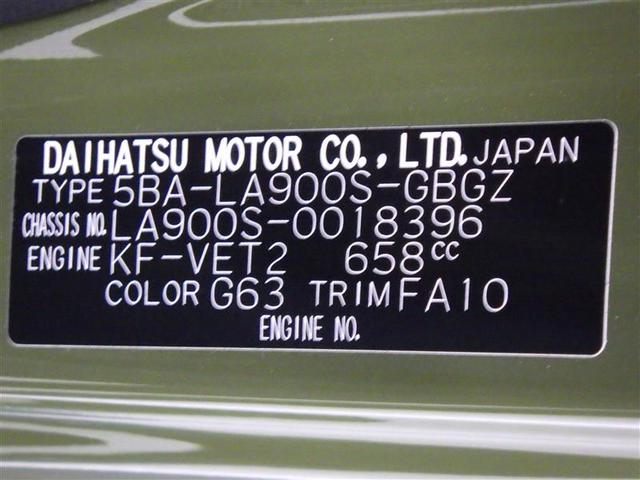 DAIHATSU MOTOR CO., LTD. JAPAN
TYPE 5BA-LA900S-GBGZ
CHASSIS NO. LA900S-0018396
ENGINE KF-VET2 658cc
COLOR G63 TRIM FA10
ENGINE NO.